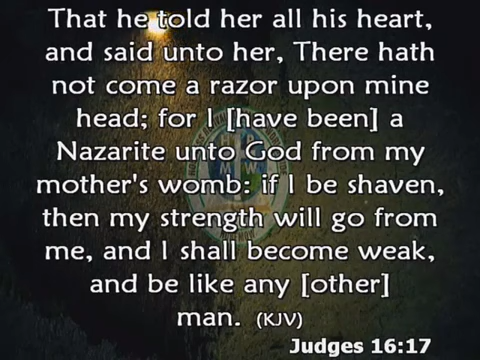 That he told her all his heart,
and said unto her, There hath
not come a razor upon mine
head; for I [have been] a
Nazarite unto God from my
mother's womb: if I be shaven,
then my strength will go from
me, and I shall become weak,
and be like any [other]
man. (KJV)
Judges 16:17